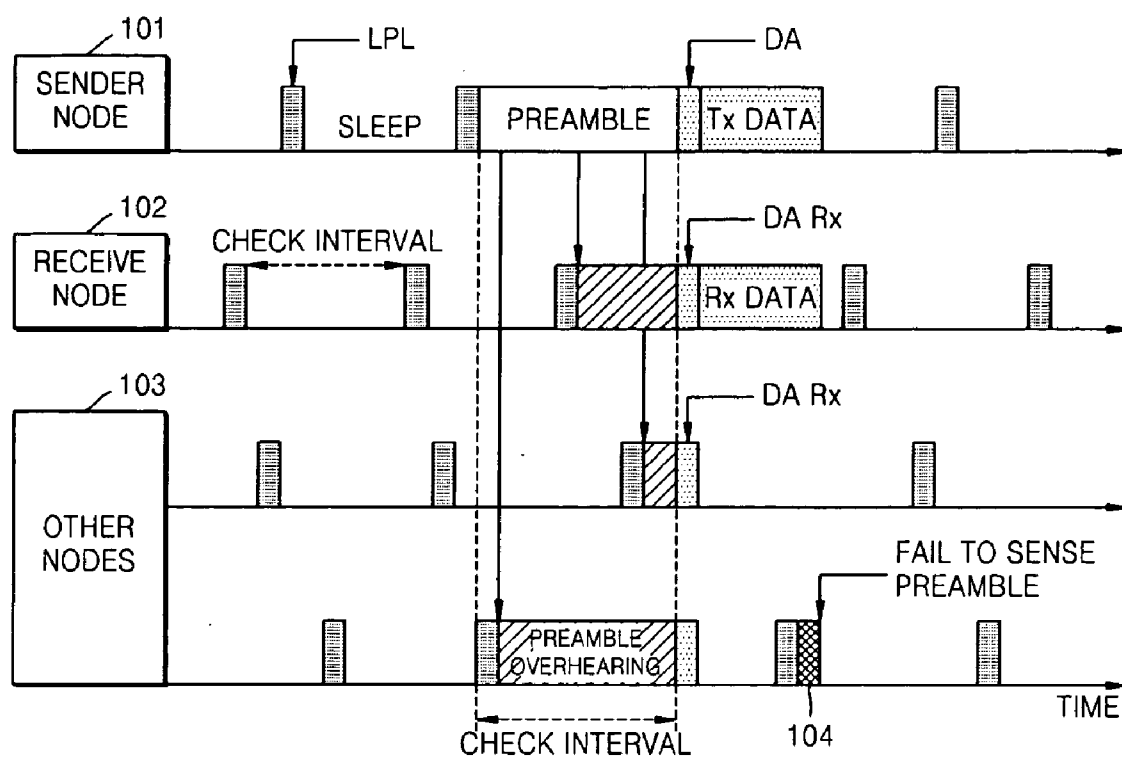 101
LPL
DA
SENDER
NODE
SLEEP
PREAMBLE
Tx DATA
102
CHECK INTERVAL
DA Rx
RECEIVE
NODE
Rx DATA
103
DA Rx
OTHER
NODES
FAIL TO SENSE
PREAMBLE
PREAMBLE
OVERHEARING
TIME
CHECK INTERVAL
104